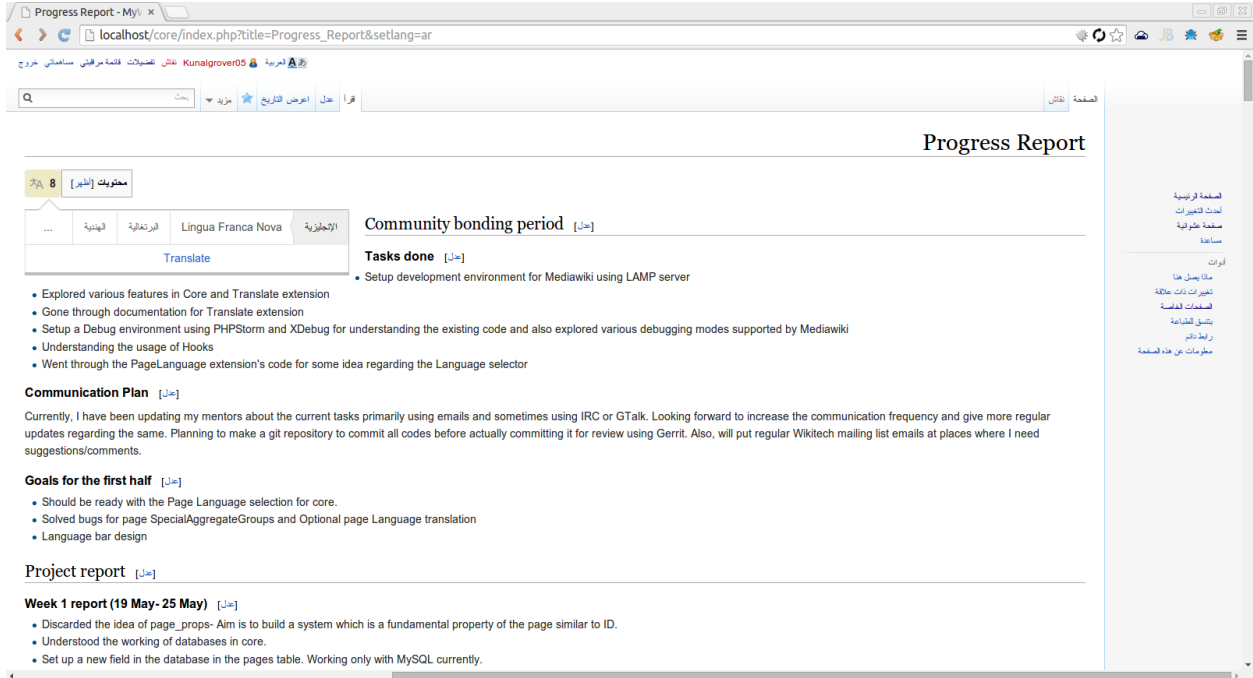 Progress Report - My
localhost/core/index.php?title=Progress_Report&setlang=ar
JB
العربية Kunalgrover05 نقاش تفضيلات قائمة مراقبتي مساهماتي خروج
الصفحة نقاش
اقرأ عدل اعرض التاريخ مزيد
بحث
Progress Report
محتويات [أظهر]
8
الإنجليزية Lingua Franca Nova البرتغالية الهندية ...
Translate
Community bonding period [عدل]
Tasks done [عدل]
Setup development environment for Mediawiki using LAMP server
Explored various features in Core and Translate extension
Gone through documentation for Translate extension
Setup a Debug environment using PHPStorm and XDebug for understanding the existing code and also explored various debugging modes supported by Mediawiki
Understanding the usage of Hooks
Went through the PageLanguage extension's code for some idea regarding the Language selector
Communication Plan [عدل]
Currently, I have been updating my mentors about the current tasks primarily using emails and sometimes using IRC or GTalk. Looking forward to increase the communication frequency and give more regular
updates regarding the same. Planning to make a git repository to commit all codes before actually committing it for review using Gerrit. Also, will put regular Wikitech mailing list emails at places where I need
suggestions/comments.
Goals for the first half [عدل]
Should be ready with the Page Language selection for core.
Solved bugs for page SpecialAggregateGroups and Optional page Language translation
Language bar design
Project report [عدل]
Week 1 report (19 May- 25 May) [عدل]
Discarded the idea of page_props- Aim is to build a system which is a fundamental property of the page similar to ID.
Understood the working of databases in core.
Set up a new field in the database in the pages table. Working only with MySQL currently.
الصفحة الرئيسية
أحدث التغييرات
صفحة عشوائية
مساعدة
أدوات
ماذا يصل هنا
تغييرات ذات علاقة
الصفحات الخاصة
بتنسق للطباعة
رابط دائم
معلومات عن هذه الصفحة